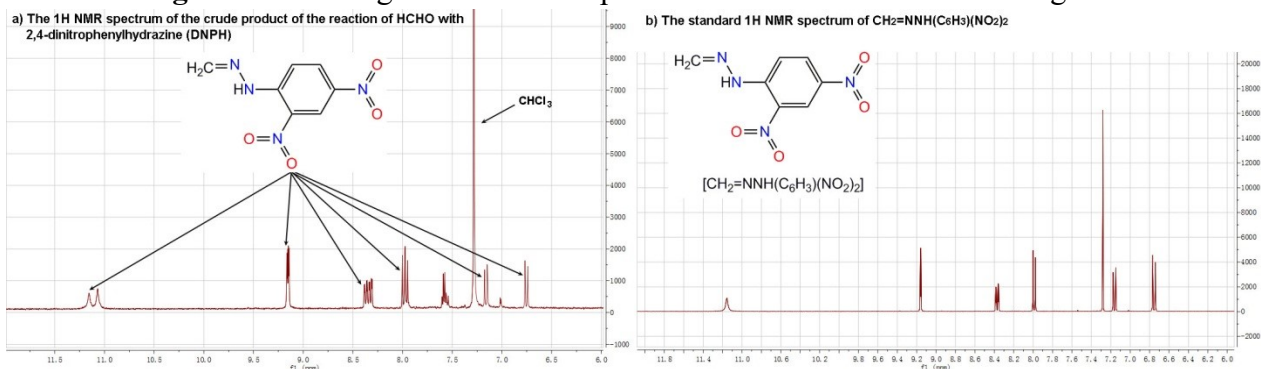 a) The 1H NMR spectrum of the crude product of the reaction of HCHO with
2,4-dinitrophenylhydrazine (DNPH)
H₂C=N
HN
N
O
O
O=N
O
CHCl₃
9000
8000
7000
6000
5000
4000
3000
2000
1000
0
-1000
11.5 11.0 10.5 10.0 9.5 9.0 8.5 8.0 7.5 7.0 6.5 6.0
f1 (ppm)
b) The standard 1H NMR spectrum of CH2=NNH(C6H3)(NO2)2
H₂C=N
HN
N
O
O
O=N
O
[CH₂=NNH(C₆H₃)(NO₂)₂]
20000
18000
16000
14000
12000
10000
8000
6000
4000
2000
0
-2000
11.8 11.4 11.0 10.6 10.2 9.8 9.6 9.4 9.2 9.0 8.8 8.6 8.4 8.2 8.0 7.8 7.6 7.4 7.2 7.0 6.8 6.6 6.4 6.2 6.0
f1 (ppm)